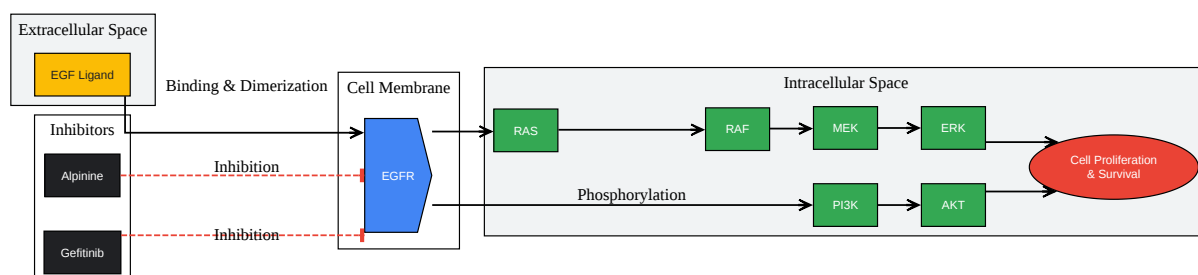 Extracellular Space
EGF Ligand
Binding & Dimerization
Inhibitors
Alpinine
Inhibition
Gefitinib
Inhibition
Cell Membrane
EGFR
Intracellular Space
RAS
RAF
MEK
ERK
Phosphorylation
PI3K
AKT
Cell Proliferation
& Survival